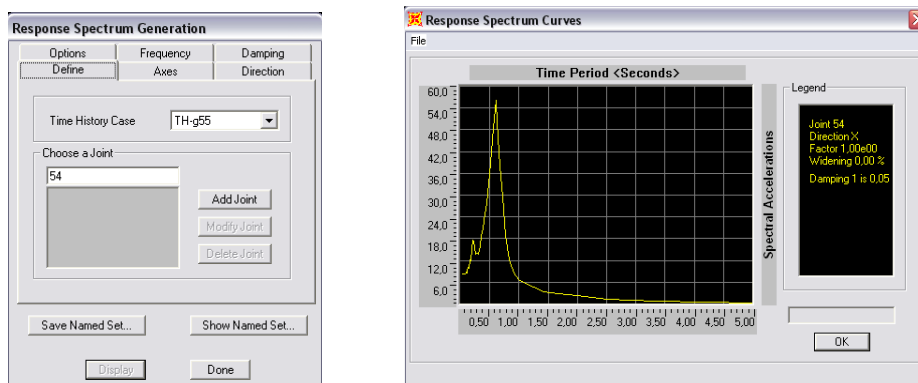 Response Spectrum Generation
Options Frequency Damping
Define Axes Direction
Time History Case TH-g55
Choose a Joint
54
Add Joint
Modify Joint
Delete Joint
Save Named Set... Show Named Set...
Display Done
Response Spectrum Curves
File
Time Period <Seconds>
60,0
54,0
48,0
42,0
36,0
30,0
24,0
18,0
12,0
6,0
0,50 1,00 1,50 2,00 2,50 3,00 3,50 4,00 4,50 5,00
Spectral Accelerations
Legend
Joint 54
Direction X
Factor 1,00e00
Widening 0,00 %
Damping 1 is 0,05
OK